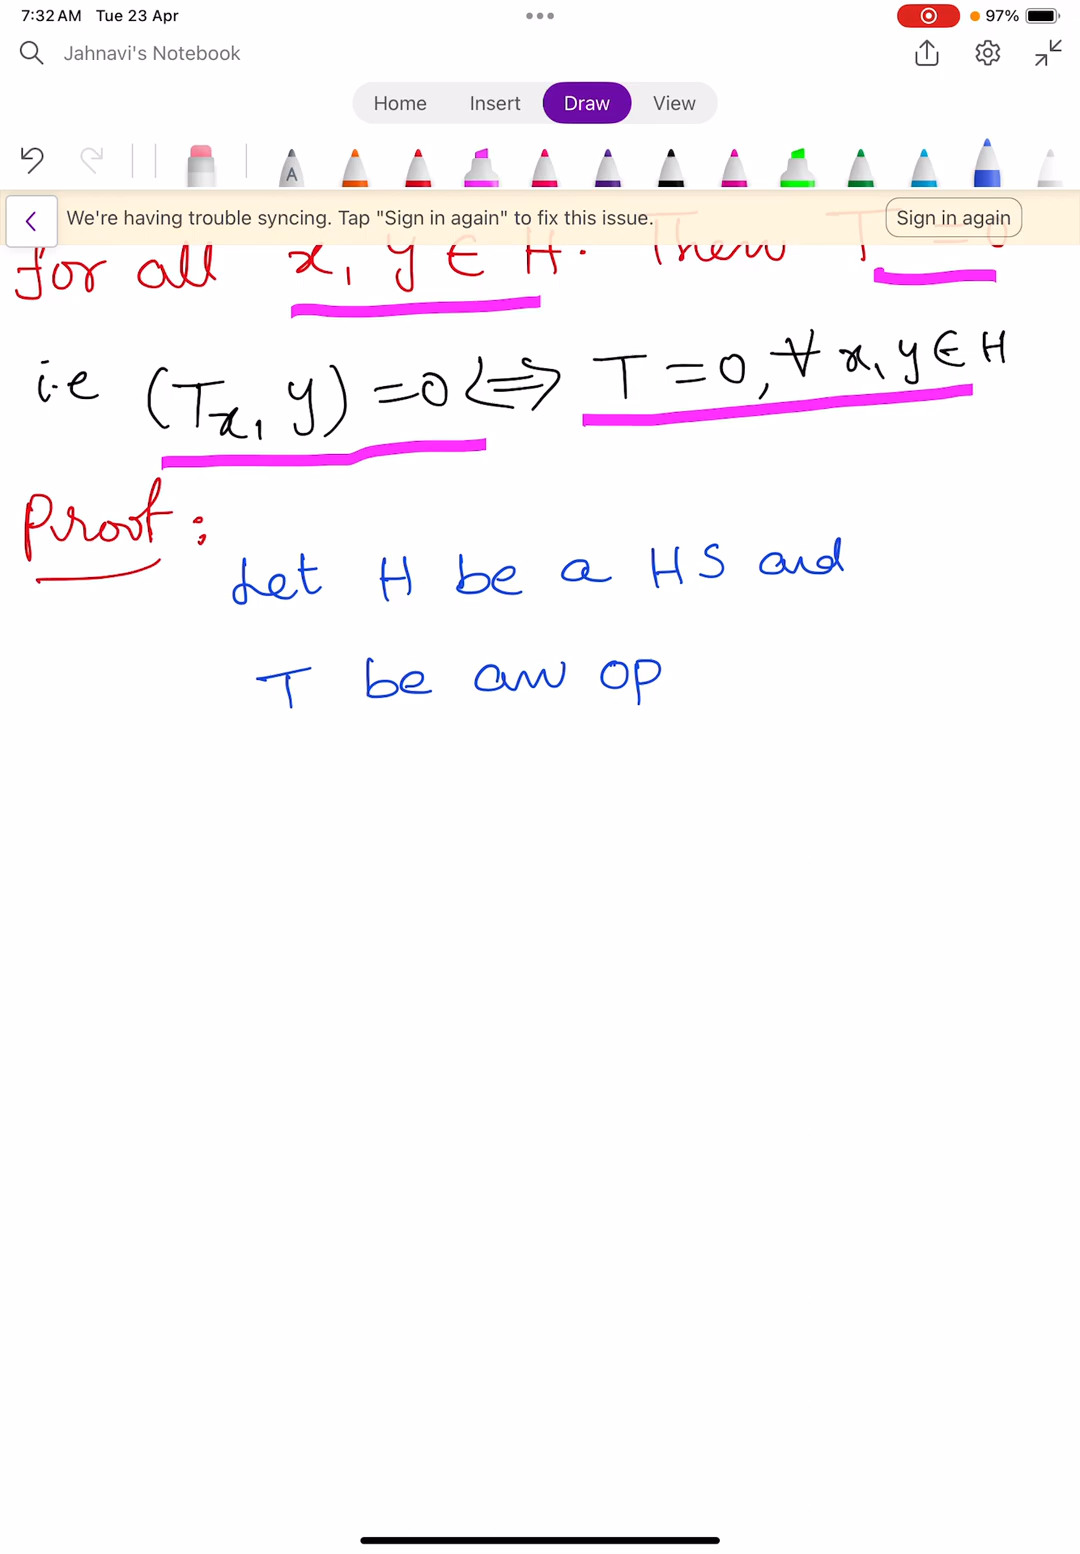 7:32 AM Tue 23 Apr 97%
Jahnavi's Notebook
Home Insert Draw View
A
We're having trouble syncing. Tap "Sign in again" to fix this issue. Sign in again
for all x, y ∈ H. Then T = 0
i.e (Tx, y) = 0 ⟺ T = 0, ∀ x, y ∈ H
Proof :
Let H be a HS and
T be an op